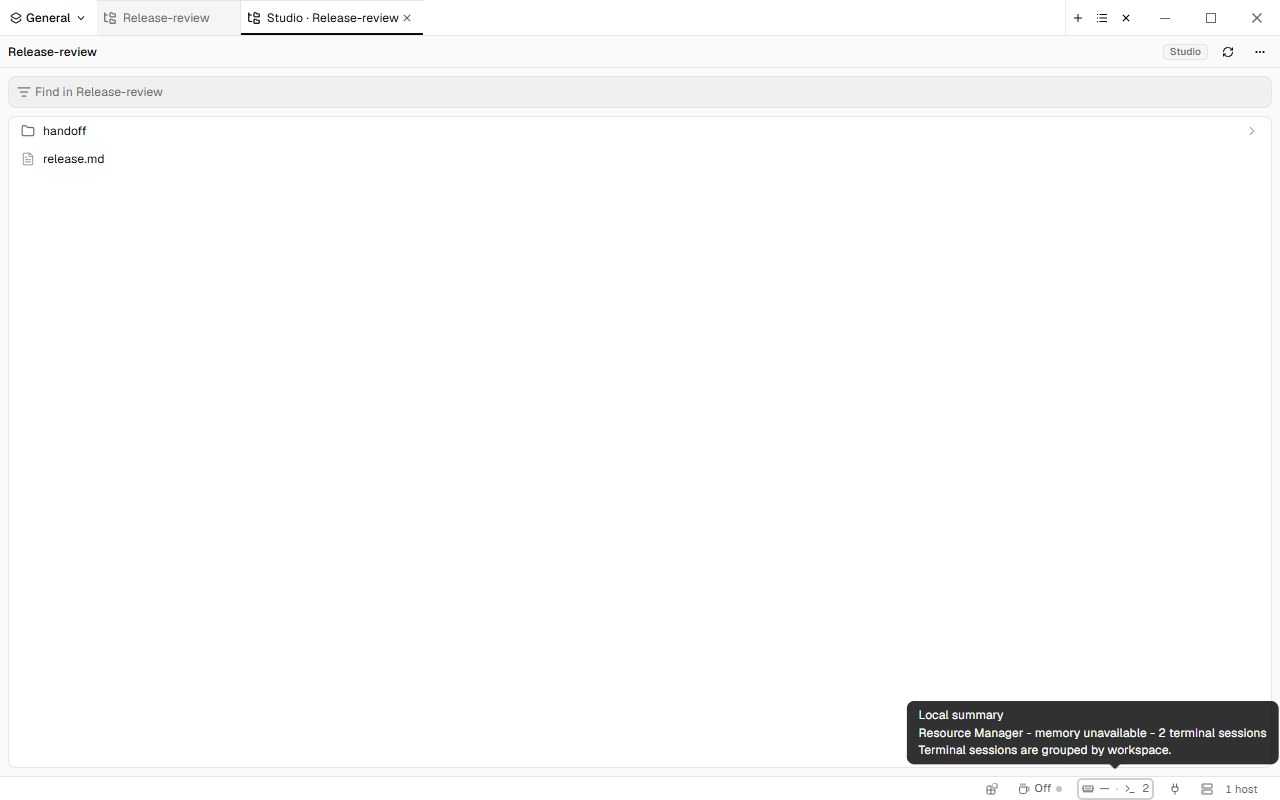 General
Release-review
Studio · Release-review
Release-review
Studio
Find in Release-review
handoff
release.md
Local summary
Resource Manager - memory unavailable - 2 terminal sessions
Terminal sessions are grouped by workspace.
Off
— · 2
1 host